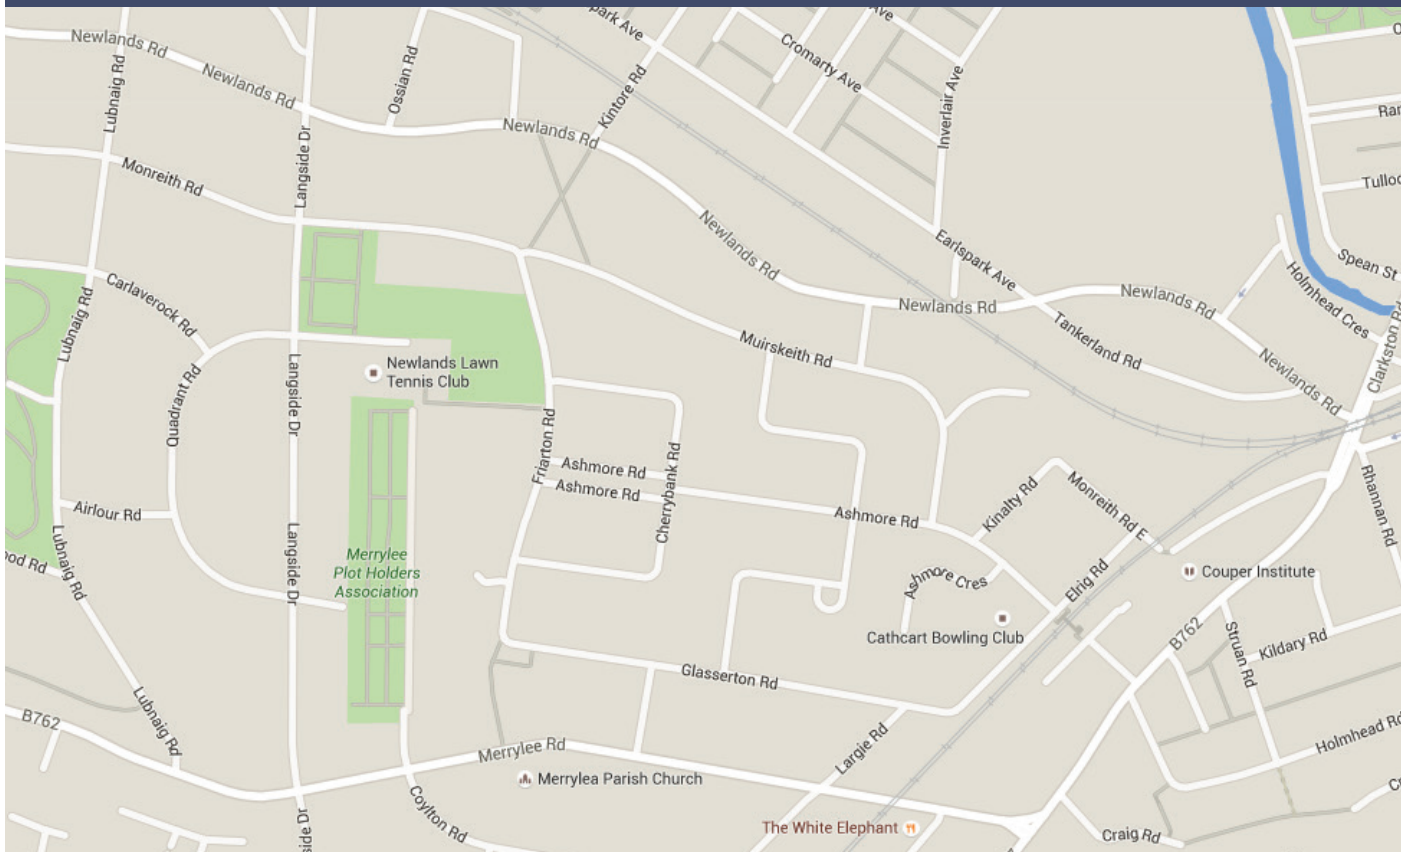 park Ave
Ave
Newlands Rd
Cromarty Ave
Newlands Rd
Ossian Rd
Lubnaig Rd
Kintore Rd
Inverlair Ave
Newlands Rd
Langside Dr
Monreith Rd
Tulloc
Newlands Rd
Earlspark Ave
Spean St
Carlaverock Rd
Lubnaig Rd
Newlands Rd
Newlands Rd
Holmhead Cres
Tankerland Rd
Clarkston Rd
Muirskeith Rd
Newlands Lawn
Tennis Club
Newlands Rd
Quadrant Rd
Langside Dr
Friarton Rd
Ashmore Rd
Ashmore Rd
Cherrybank Rd
Ashmore Rd
Kinalty Rd
Monreith Rd E
Rhannan Rd
Airlour Rd
Lubnaig Rd
ood Rd
Langside Dr
Merrylee
Plot Holders
Association
Ashmore Cres
Elrig Rd
Couper Institute
Cathcart Bowling Club
B762
Struan Rd
Kildary Rd
Glasserton Rd
Lubnaig Rd
B762
Merrylee Rd
Largie Rd
Holmhead Rd
Merrylea Parish Church
Coylton Rd
side Dr
The White Elephant
Craig Rd